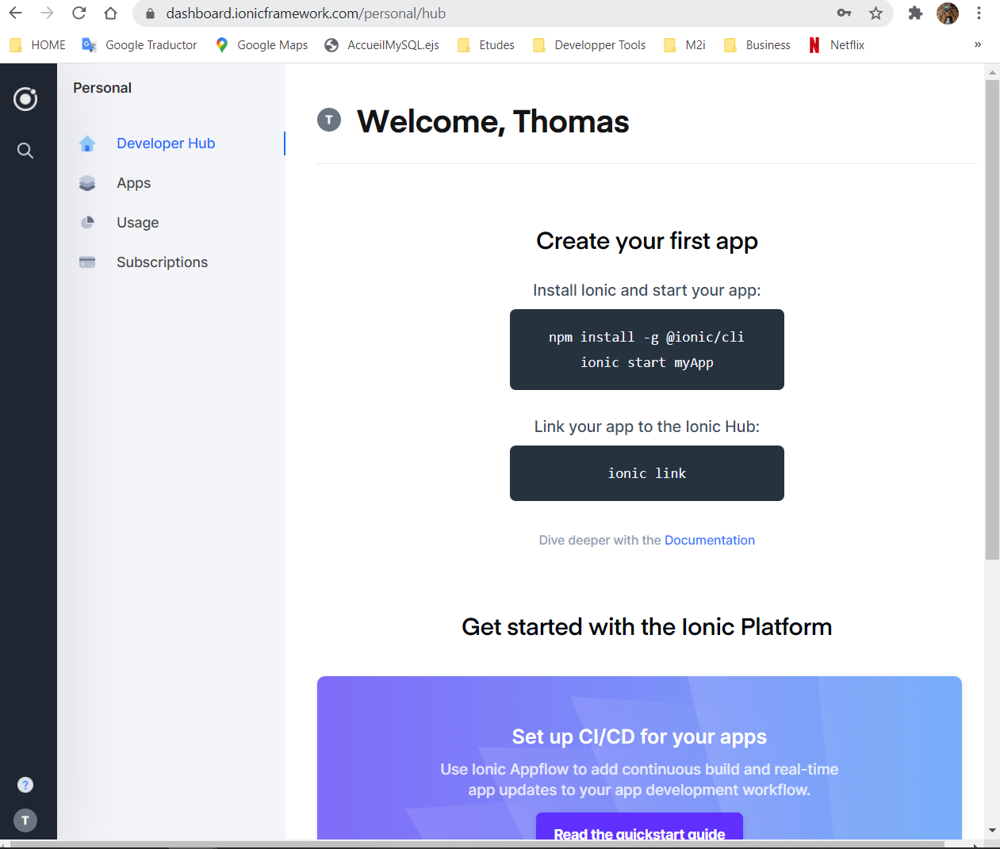 dashboard.ionicframework.com/personal/hub
HOME
Google Traductor
Google Maps
AccueilMySQL.ejs
Etudes
Developper Tools
M2i
Business
Netflix
»
Personal
Developer Hub
Apps
Usage
Subscriptions
?
T
T
Welcome, Thomas
Create your first app
Install Ionic and start your app:
npm install -g @ionic/cli
ionic start myApp
Link your app to the Ionic Hub:
ionic link
Dive deeper with the Documentation
Get started with the Ionic Platform
Set up CI/CD for your apps
Use Ionic Appflow to add continuous build and real-time
app updates to your app development workflow.
Read the quickstart guide